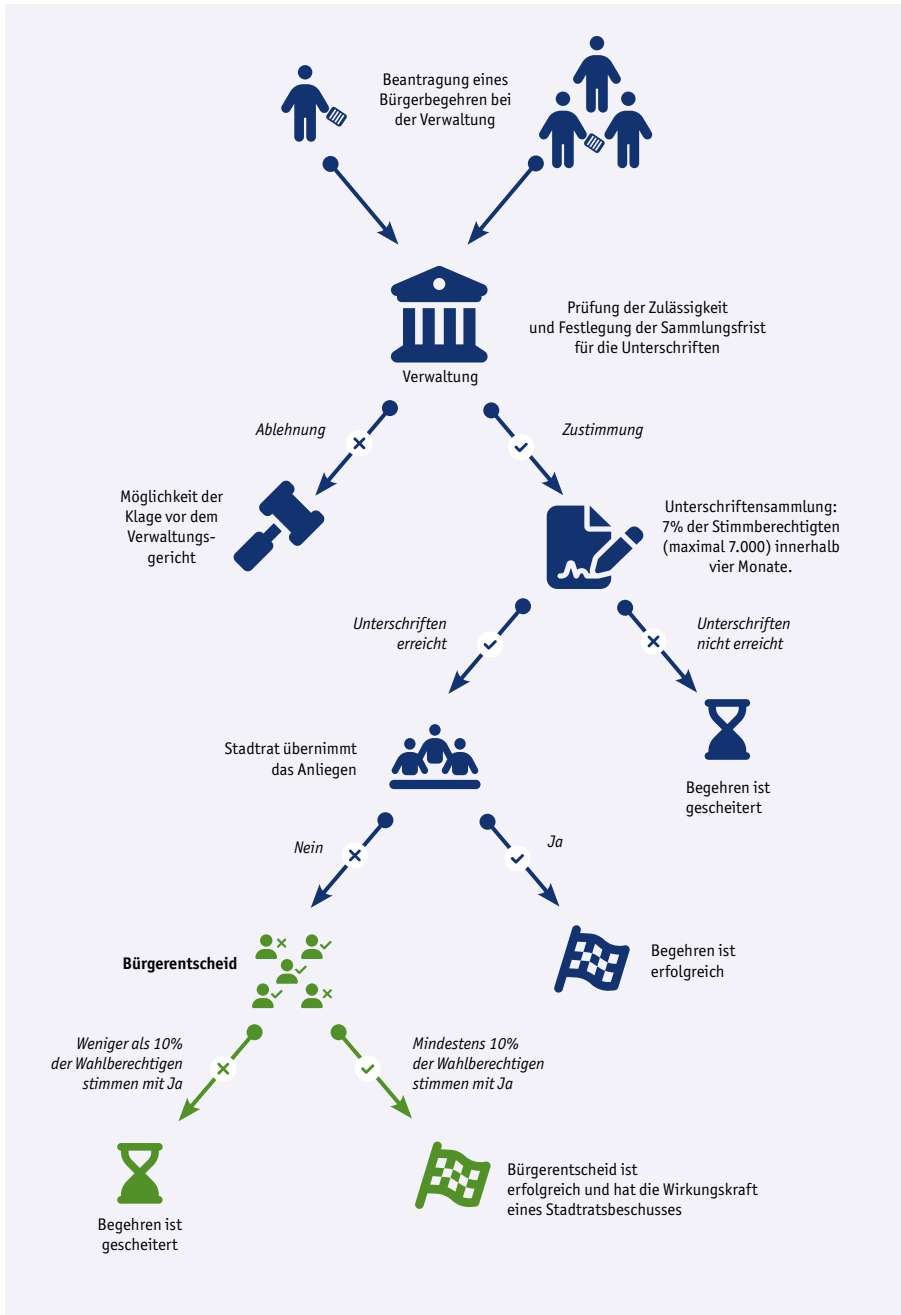 Beantragung eines
Bürgerbegehren bei
der Verwaltung
Prüfung der Zulässigkeit
und Festlegung der Sammlungsfrist
für die Unterschriften
Verwaltung
Ablehnung
Zustimmung
Möglichkeit der
Klage vor dem
Verwaltungs-
gericht
Unterschriftensammlung:
7% der Stimmberechtigten
(maximal 7.000) innerhalb
vier Monate.
Unterschriften
erreicht
Unterschriften
nicht erreicht
Stadtrat übernimmt
das Anliegen
Begehren ist
gescheitert
Nein
Ja
Bürgerentscheid
Begehren ist
erfolgreich
Weniger als 10%
der Wahlberechtigen
stimmen mit Ja
Mindestens 10%
der Wahlberechtigen
stimmen mit Ja
Begehren ist
gescheitert
Bürgerentscheid ist
erfolgreich und hat die Wirkungskraft
eines Stadtratsbeschusses